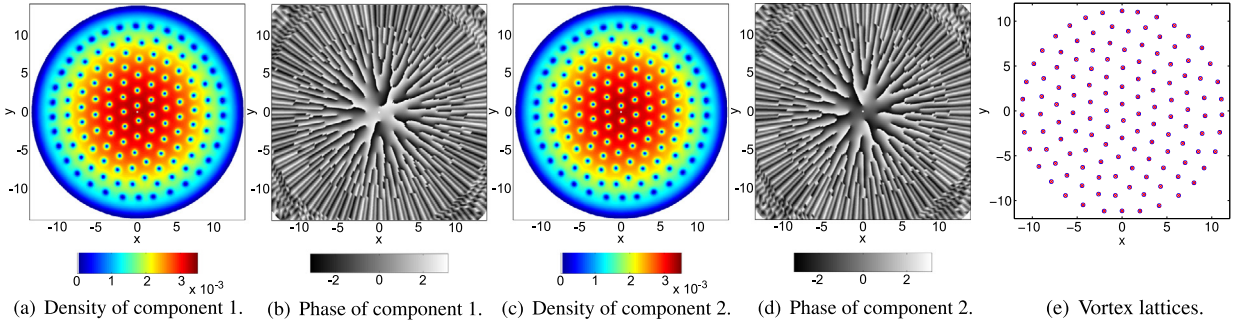 10
5
0
-5
-10
y
-10 -5 0 5 10
x
0 1 2 3
x 10⁻³
(a) Density of component 1.
10
5
0
-5
-10
y
-10 -5 0 5 10
x
-2 0 2
(b) Phase of component 1.
10
5
0
-5
-10
y
-10 -5 0 5 10
x
0 1 2 3
x 10⁻³
(c) Density of component 2.
10
5
0
-5
-10
y
-10 -5 0 5 10
x
-2 0 2
(d) Phase of component 2.
10
5
0
−5
−10
y
−10 −5 0 5 10
x
(e) Vortex lattices.